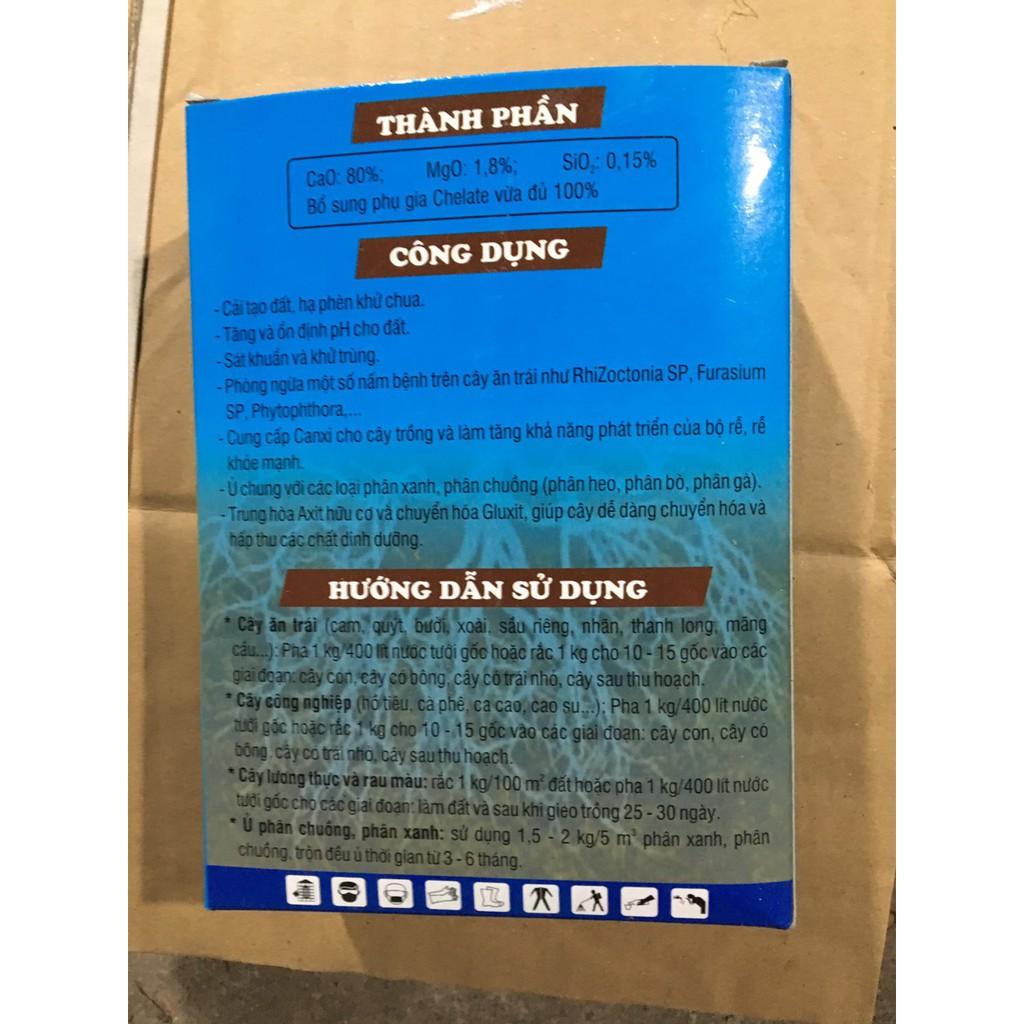 THÀNH PHẦN
CaO: 80%; MgO: 1,8%; SiO₂: 0,15%
Bổ sung phụ gia Chelate vừa đủ 100%
CÔNG DỤNG
- Cải tạo đất, hạ phèn khử chua.
- Tăng và ổn định pH cho đất.
- Sát khuẩn và khử trùng.
- Phòng ngừa một số nấm bệnh trên cây ăn trái như RhiZoctonia SP, Furasium
SP, Phytophthora,...
- Cung cấp Canxi cho cây trồng và làm tăng khả năng phát triển của bộ rễ, rễ
khỏe mạnh.
- Ủ chung với các loại phân xanh, phân chuồng (phân heo, phân bò, phân gà).
- Trung hòa Axit hữu cơ và chuyển hóa Gluxit, giúp cây dễ dàng chuyển hóa và
hấp thu các chất dinh dưỡng.
HƯỚNG DẪN SỬ DỤNG
* Cây ăn trái (cam, quýt, bưởi, xoài, sầu riêng, nhãn, thanh long, mãng
cầu...): Pha 1 kg/400 lít nước tưới gốc hoặc rắc 1 kg cho 10 - 15 gốc vào các
giai đoạn: cây con, cây có bông, cây có trái nhỏ, cây sau thu hoạch.
* Cây công nghiệp (hồ tiêu, cà phê, ca cao, cao su...): Pha 1 kg/400 lít nước
tưới gốc hoặc rắc 1 kg cho 10 - 15 gốc vào các giai đoạn: cây con, cây có
bông, cây có trái nhỏ, cây sau thu hoạch.
* Cây lương thực và rau màu: rắc 1 kg/100 m² đất hoặc pha 1 kg/400 lít nước
tưới gốc cho các giai đoạn: làm đất và sau khi gieo trồng 25 - 30 ngày.
* Ủ phân chuồng, phân xanh: sử dụng 1,5 - 2 kg/5 m³ phân xanh, phân
chuồng, trộn đều ủ thời gian từ 3 - 6 tháng.